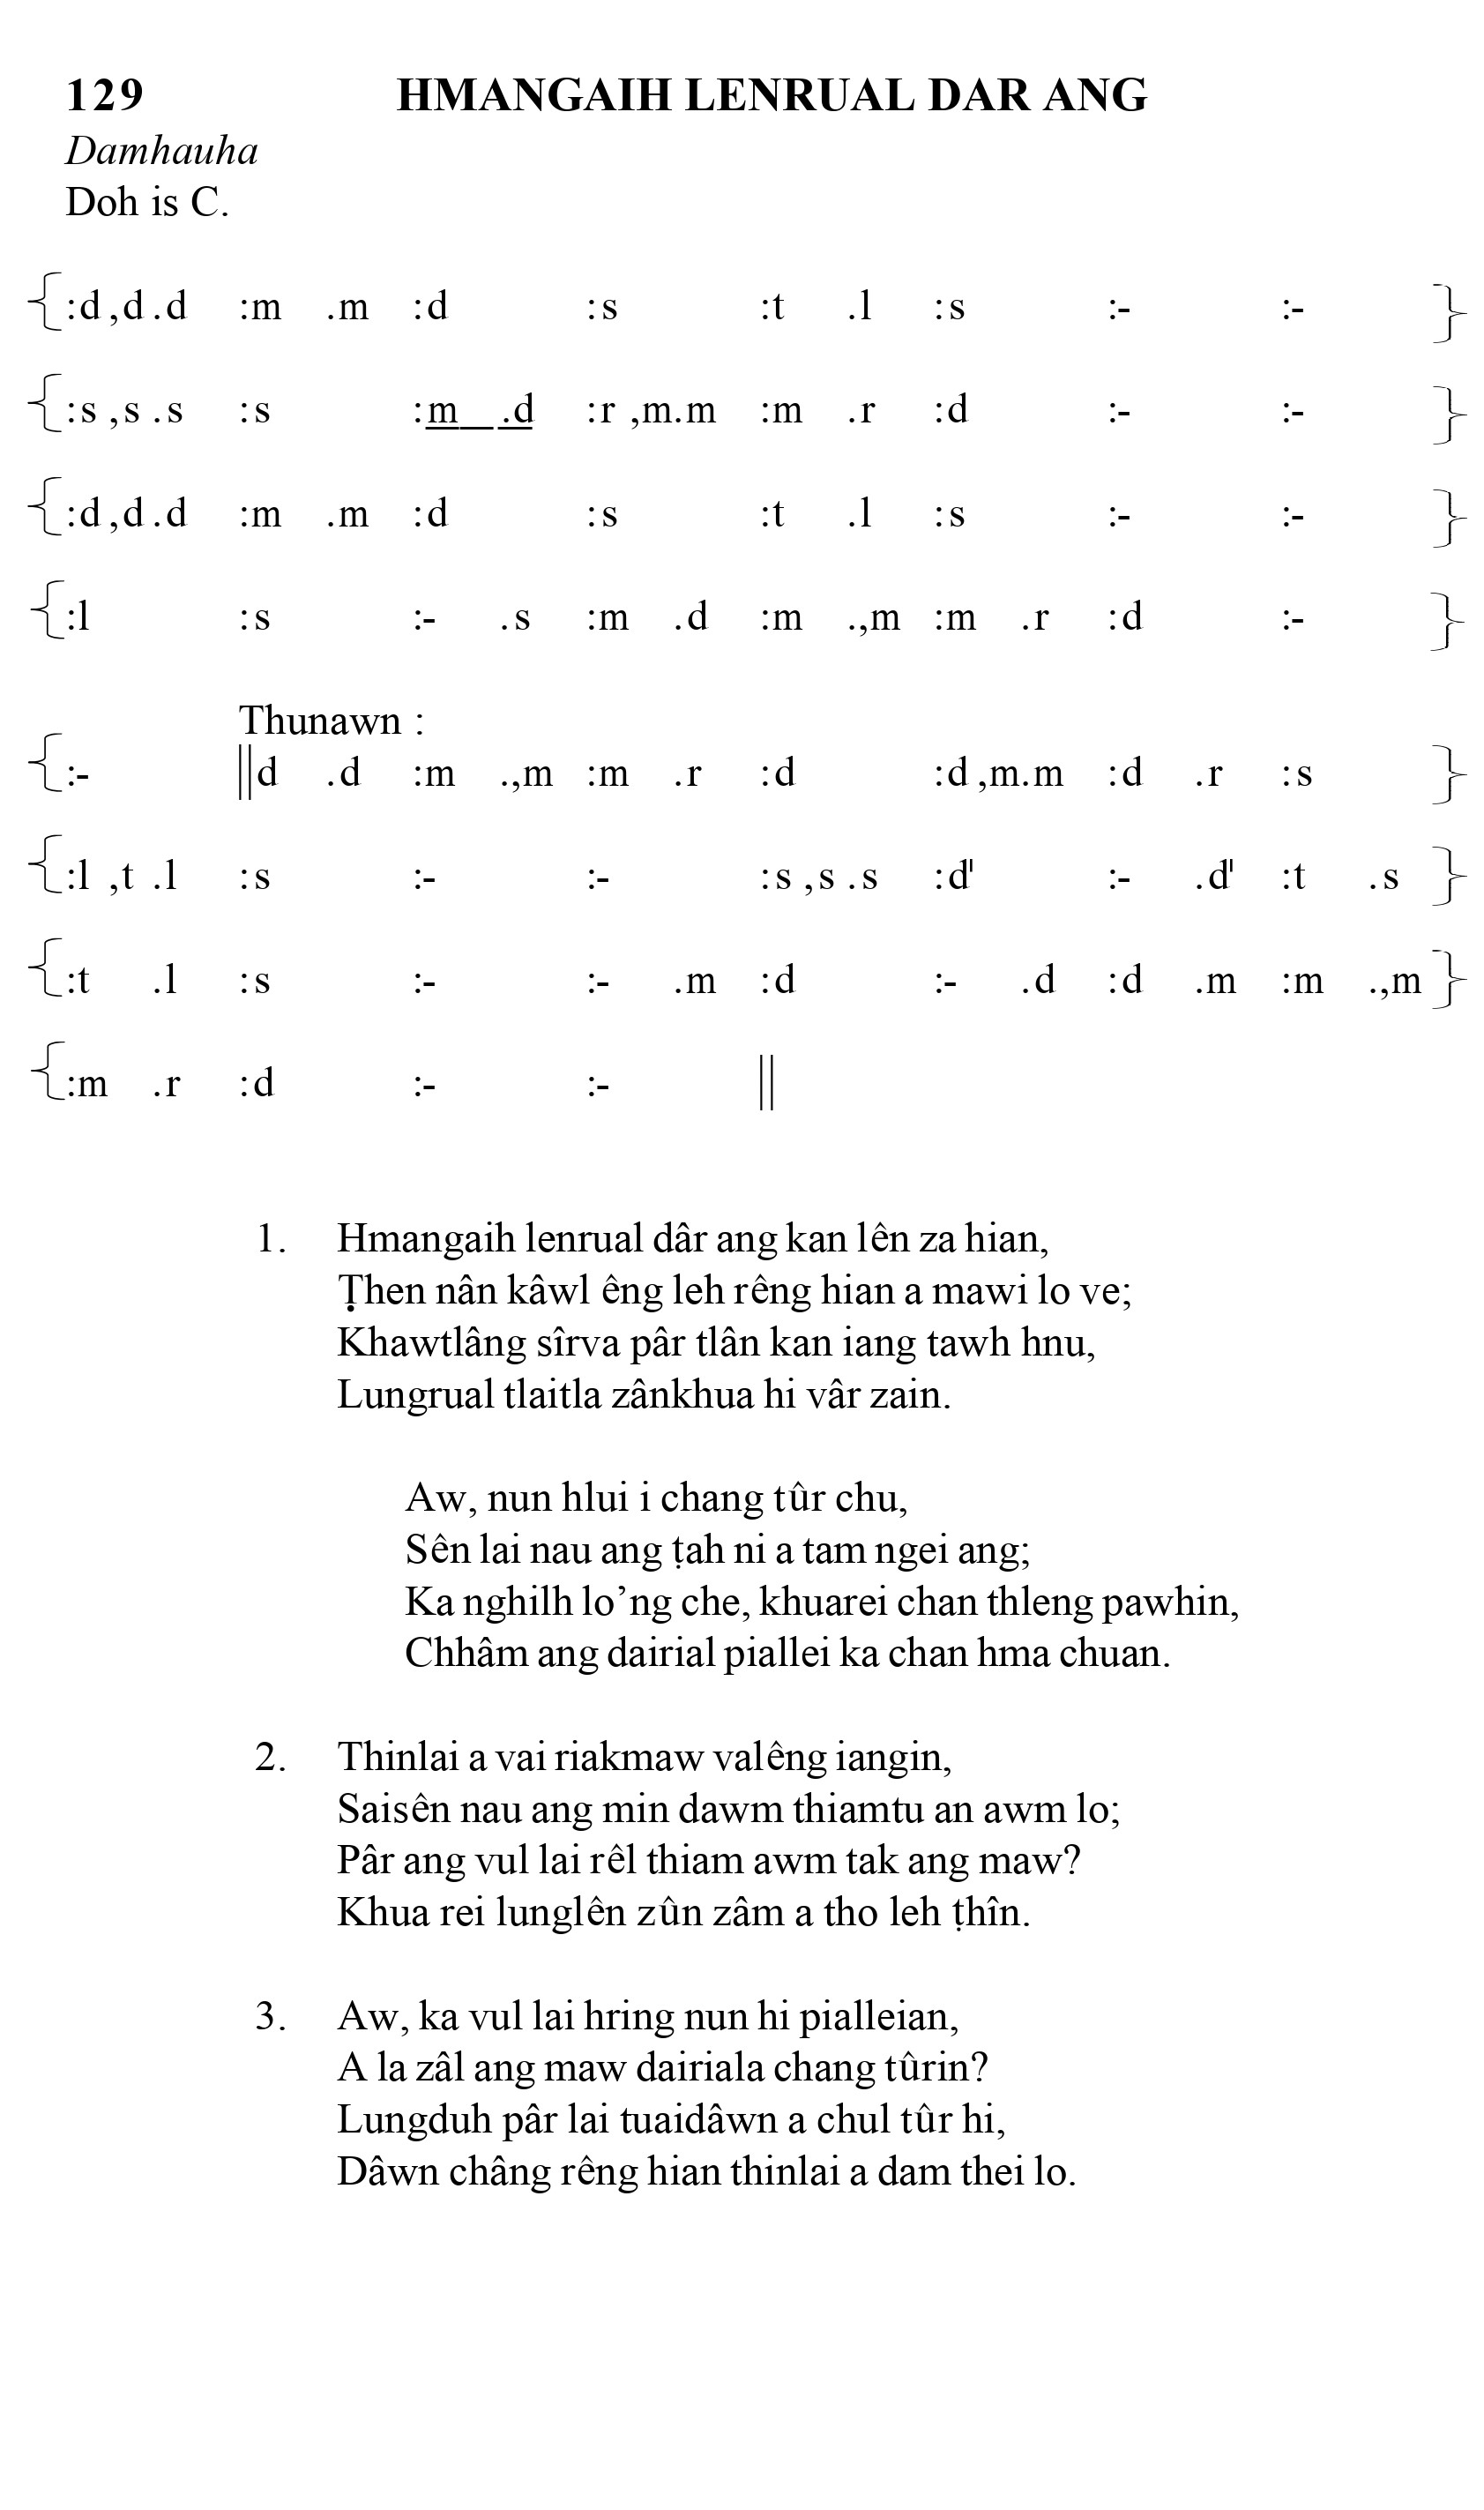 129 HMANGAIH LENRUAL DAR ANG
Damhauha
Doh is C.
{:d ,d .d :m .m :d :s :t .l :s :- :- }
{:s ,s .s :s :m .d :r ,m.m :m .r :d :- :- }
{:d ,d .d :m .m :d :s :t .l :s :- :- }
{:l :s :- .s :m .d :m .,m :m .r :d :- }
Thunawn :
{:- ||d .d :m .,m :m .r :d :d ,m.m :d .r :s }
{:l ,t .l :s :- :- :s ,s .s :d' :- .d' :t .s }
{:t .l :s :- :- .m :d :- .d :d .m :m .,m }
{:m .r :d :- :- ||
1. Hmangaih lenrual dâr ang kan lên za hian,
Ṭhen nân kâwl êng leh rêng hian a mawi lo ve;
Khawtlâng sîrva pâr tlân kan iang tawh hnu,
Lungrual tlaitla zânkhua hi vâr zain.
Aw, nun hlui i chang tûr chu,
Sên lai nau ang ṭah ni a tam ngei ang;
Ka nghilh lo’ng che, khuarei chan thleng pawhin,
Chhâm ang dairial piallei ka chan hma chuan.
2. Thinlai a vai riakmaw valêng iangin,
Saisên nau ang min dawm thiamtu an awm lo;
Pâr ang vul lai rêl thiam awm tak ang maw?
Khua rei lunglên zûn zâm a tho leh ṭhîn.
3. Aw, ka vul lai hring nun hi pialleian,
A la zâl ang maw dairiala chang tûrin?
Lungduh pâr lai tuaidâwn a chul tûr hi,
Dâwn châng rêng hian thinlai a dam thei lo.